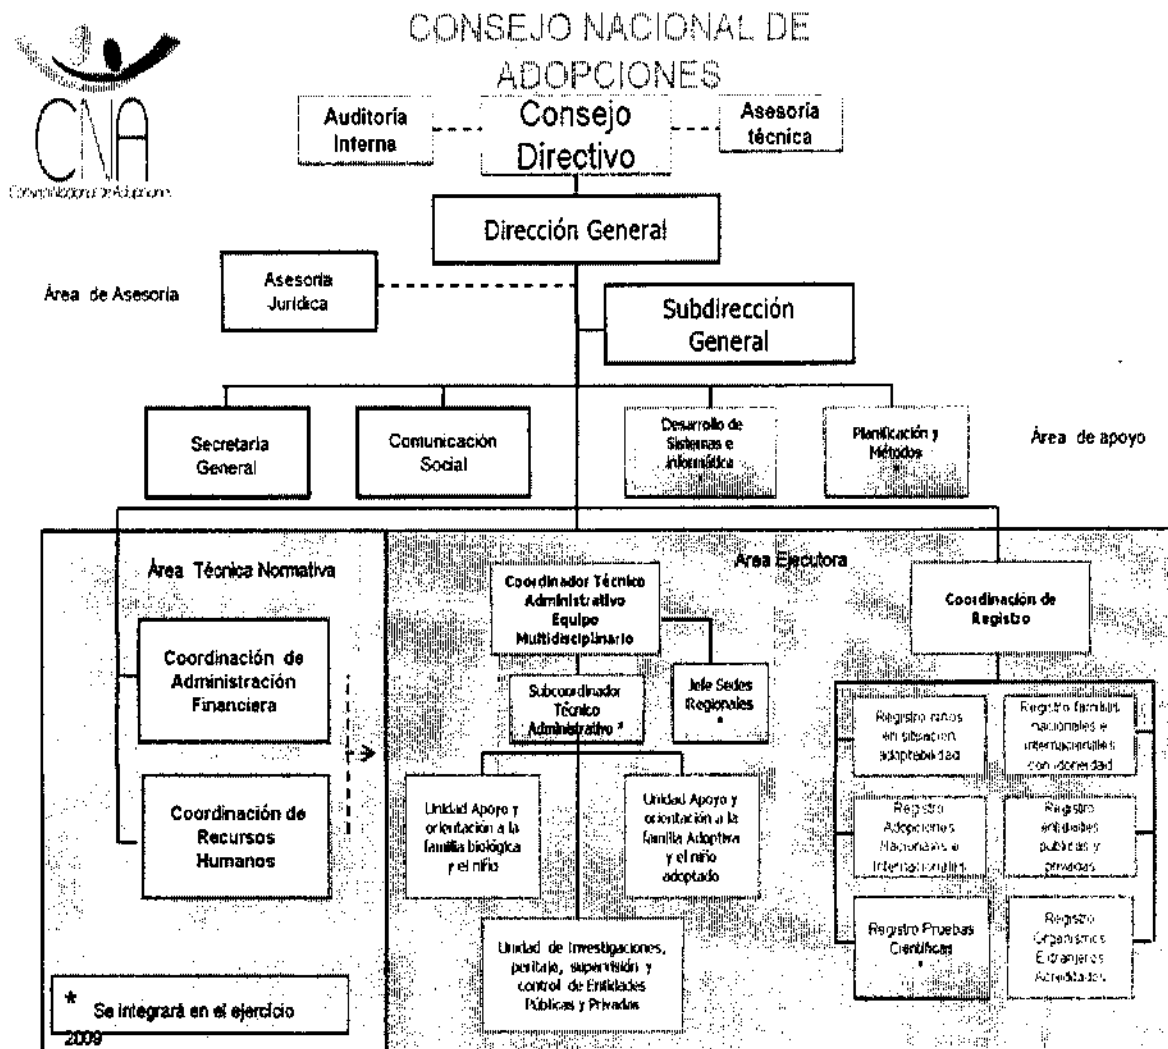 CONSEJO NACIONAL DE
ADOPCIONES
CNA
Auditoría
Interna
Consejo
Directivo
Asesoría
técnica
Dirección General
Área de Asesoría
Asesoria
Jurídica
Subdirección
General
Secretaria
General
Comunicación
Social
Desarrollo de
Sistemas e
informática
*
Planificación y
Métodos
*
Área de apoyo
Área Técnica Normativa
Area Ejecutora
Coordinación de
Administración
Financiera
Coordinación de
Recursos
Humanos
Coordinador Técnico
Administrativo
Equipo
Multidisciplinario
Subcoordinador
Técnico
Administrativo *
Jefe Sedes
Regionales
*
Unidad Apoyo y
orientación a la
familia biológica
y el niño
Unidad Apoyo y
orientación a la
familia Adoptiva
y el niño
adoptado
Unidad de Investigaciones,
peritaje, supervisión y
control de Entidades
Públicas y Privadas
Coordinación de
Registro
Registro niños
en situación
adoptabilidad
Registro familias
nacionales e
internacionales
con idoneidad
Registro
Adopciones
Nacionales e
Internacionales
Registro
entidades
públicas y
privadas
Registro Pruebas
Científicas
*
Registro
Organismos
Extranjeros
Acreditados
* Se integrará en el ejercicio
2009